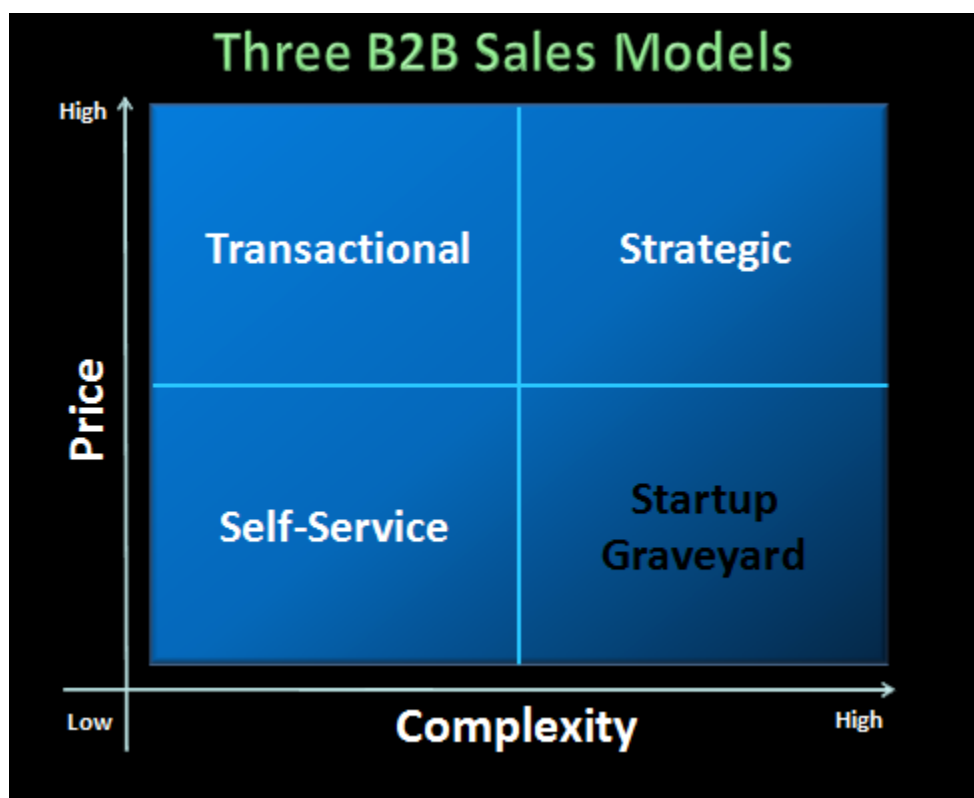 Three B2B Sales Models
High
Transactional
Strategic
Price
Self-Service
Startup
Graveyard
Low
Complexity
High